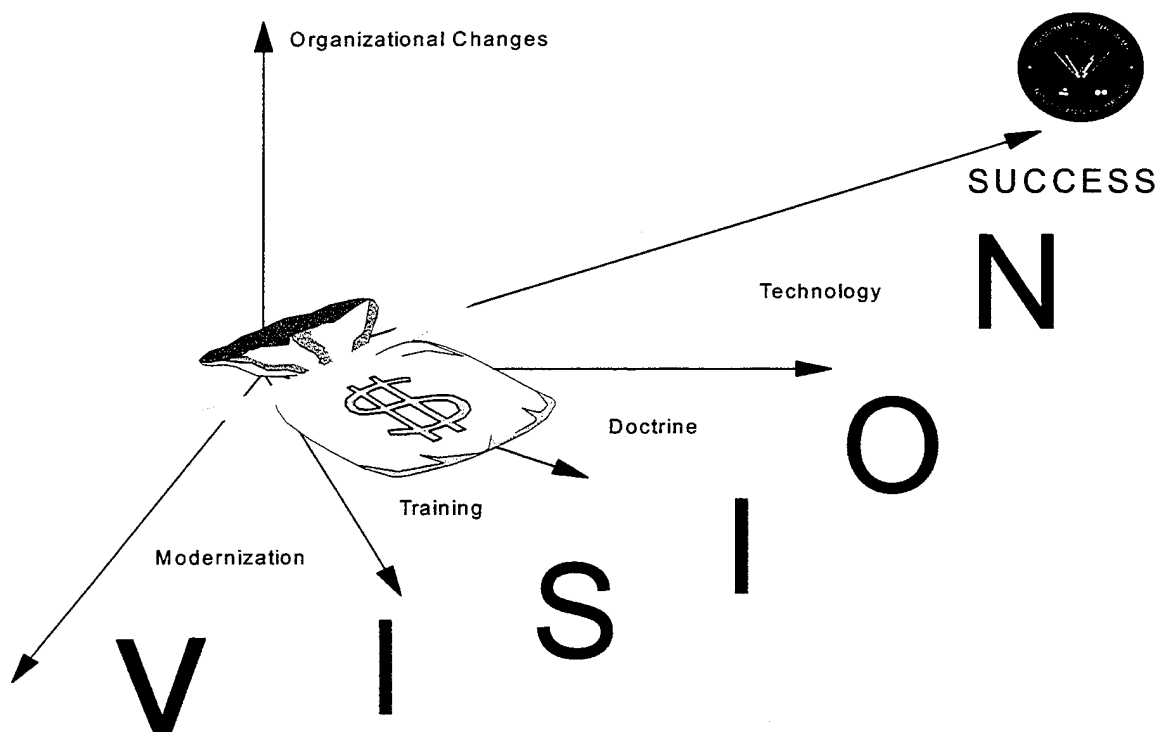 Organizational Changes
SUCCESS
Technology
Doctrine
Training
Modernization
$
V I S I O N